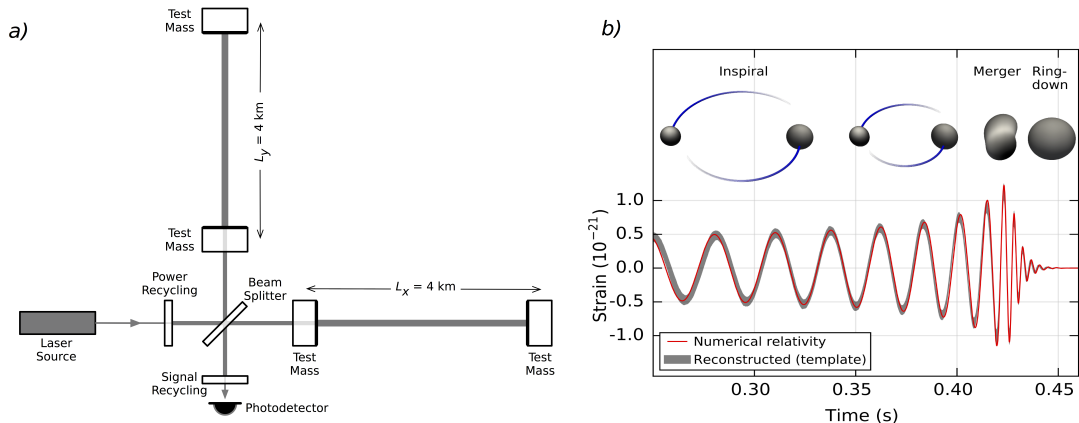 a)
Test
Mass
L_y = 4 km
Test
Mass
Power
Recycling
Beam
Splitter
L_x = 4 km
Laser
Source
Test
Mass
Test
Mass
Signal
Recycling
Photodetector
b)
Inspiral
Merger
Ring-
down
Strain (10^−21)
1.0
0.5
0.0
-0.5
-1.0
Numerical relativity
Reconstructed (template)
0.30
0.35
0.40
0.45
Time (s)